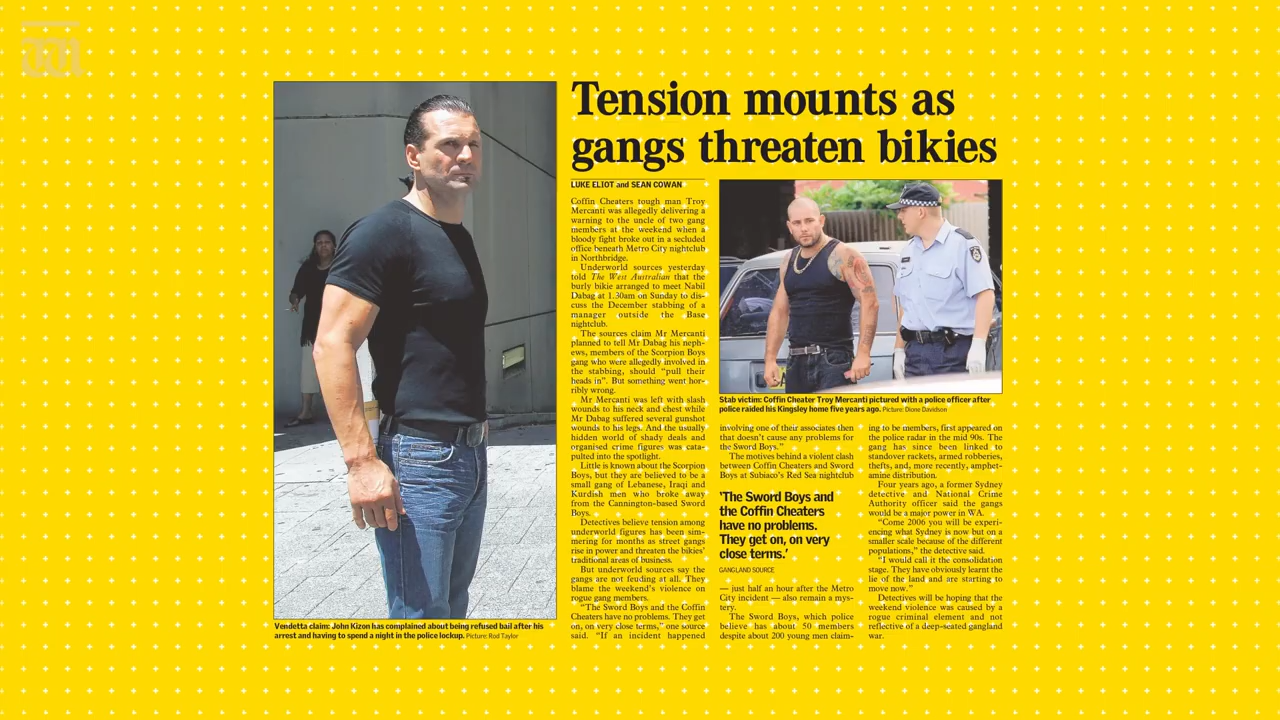 Tension mounts as
gangs threaten bikies
LUKE ELIOT and SEAN COWAN
Coffin Cheaters tough man Troy
Mercanti was allegedly delivering a
warning to the uncle of two gang
members at the weekend when a
bloody fight broke out in a secluded
office beneath Metro City nightclub
in Northbridge.
Underworld sources yesterday
told The West Australian that the
burly bikie arranged to meet Nabil
Dabag at 1.30am on Sunday to dis-
cuss the December stabbing of a
manager outside the Base
nightclub.
The sources claim Mr Mercanti
planned to tell Mr Dabag his neph-
ews, members of the Scorpion Boys
gang who were allegedly involved in
the stabbing, should “pull their
heads in”. But something went hor-
ribly wrong.
Mr Mercanti was left with slash
wounds to his neck and chest while
Mr Dabag suffered several gunshot
wounds to his legs. And the usually
hidden world of shady deals and
organised crime figures was cata-
pulted into the spotlight.
Little is known about the Scorpion
Boys, but they are believed to be a
small gang of Lebanese, Iraqi and
Kurdish men who broke away
from the Cannington-based Sword
Boys.
Detectives believe tension among
underworld figures has been sim-
mering for months as street gangs
rise in power and threaten the bikies’
traditional areas of business.
But underworld sources say the
gangs are not feuding at all. They
blame the weekend’s violence on
rogue gang members.
“The Sword Boys and the Coffin
Cheaters have no problems. They get
on, on very close terms,” one source
said. “If an incident happened
involving one of their associates then
that doesn’t cause any problems for
the Sword Boys.”
The motives behind a violent clash
between Coffin Cheaters and Sword
Boys at Subiaco’s Red Sea nightclub
‘The Sword Boys and
the Coffin Cheaters
have no problems.
They get on, on very
close terms.’
GANGLAND SOURCE
— just half an hour after the Metro
City incident — also remain a mys-
tery.
The Sword Boys, which police
believe has about 50 members
despite about 200 young men claim-
ing to be members, first appeared on
the police radar in the mid 90s. The
gang has since been linked to
standover rackets, armed robberies,
thefts, and, more recently, amphet-
amine distribution.
Four years ago, a former Sydney
detective and National Crime
Authority officer said the gangs
would be a major power in WA.
“Come 2006 you will be experi-
encing what Sydney is now but on a
smaller scale because of the different
populations,” the detective said.
“I would call it the consolidation
stage. They have obviously learnt the
lie of the land and are starting to
move now.”
Detectives will be hoping that the
weekend violence was caused by a
rogue criminal element and not
reflective of a deep-seated gangland
war.
Stab victim: Coffin Cheater Troy Mercanti pictured with a police officer after
police raided his Kingsley home five years ago. Picture: Dione Davidson
Vendetta claim: John Kizon has complained about being refused bail after his
arrest and having to spend a night in the police lockup. Picture: Rod Taylor